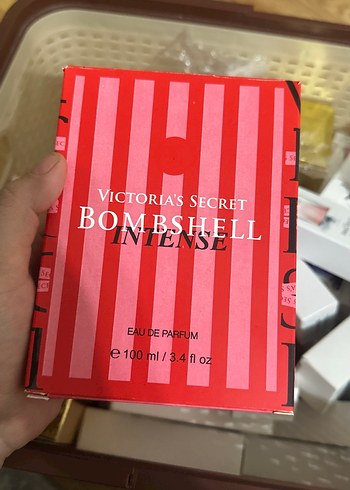 VICTORIA'S SECRET
BOMBSHELL
INTENSE
EAU DE PARFUM
℮ 100 ml / 3.4 fl oz